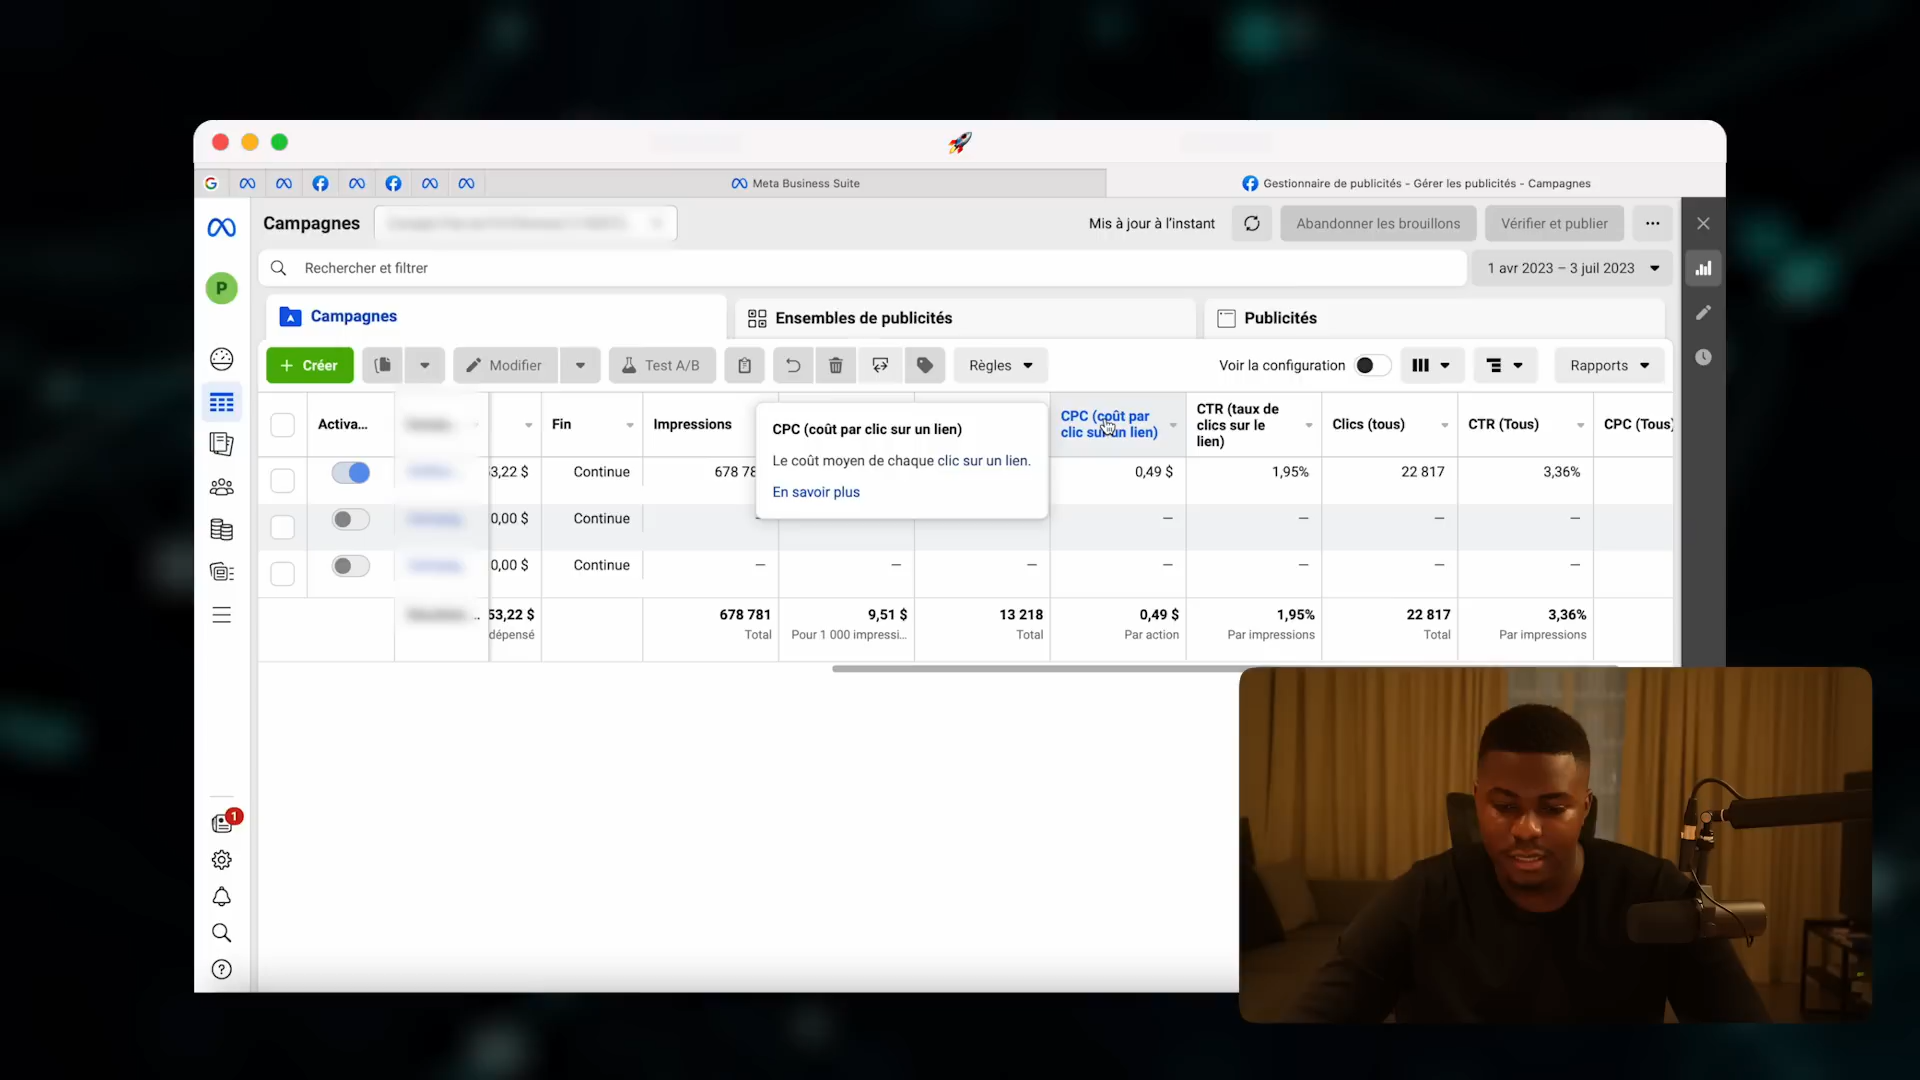 Meta Business Suite
Gestionnaire de publicités - Gérer les publicités - Campagnes
Campagnes
Mis à jour à l'instant
Abandonner les brouillons
Vérifier et publier
...
P
Rechercher et filtrer
1 avr 2023 – 3 juil 2023
Campagnes
Ensembles de publicités
Publicités
+ Créer
Modifier
Test A/B
Règles
Voir la configuration
Rapports
Activa...
Fin
Impressions
CPC (coût par
clic sur un lien)
CTR (taux de
clics sur le
lien)
Clics (tous)
CTR (Tous)
CPC (Tous)
CPC (coût par clic sur un lien)
Le coût moyen de chaque clic sur un lien.
En savoir plus
3,22 $
Continue
678 78
0,49 $
1,95%
22 817
3,36%
0,00 $
Continue
–
–
–
–
–
0,00 $
Continue
–
–
–
–
–
–
–
53,22 $
678 781
9,51 $
13 218
0,49 $
1,95%
22 817
3,36%
dépensé
Total
Pour 1 000 impressi...
Total
Par action
Par impressions
Total
Par impressions
1